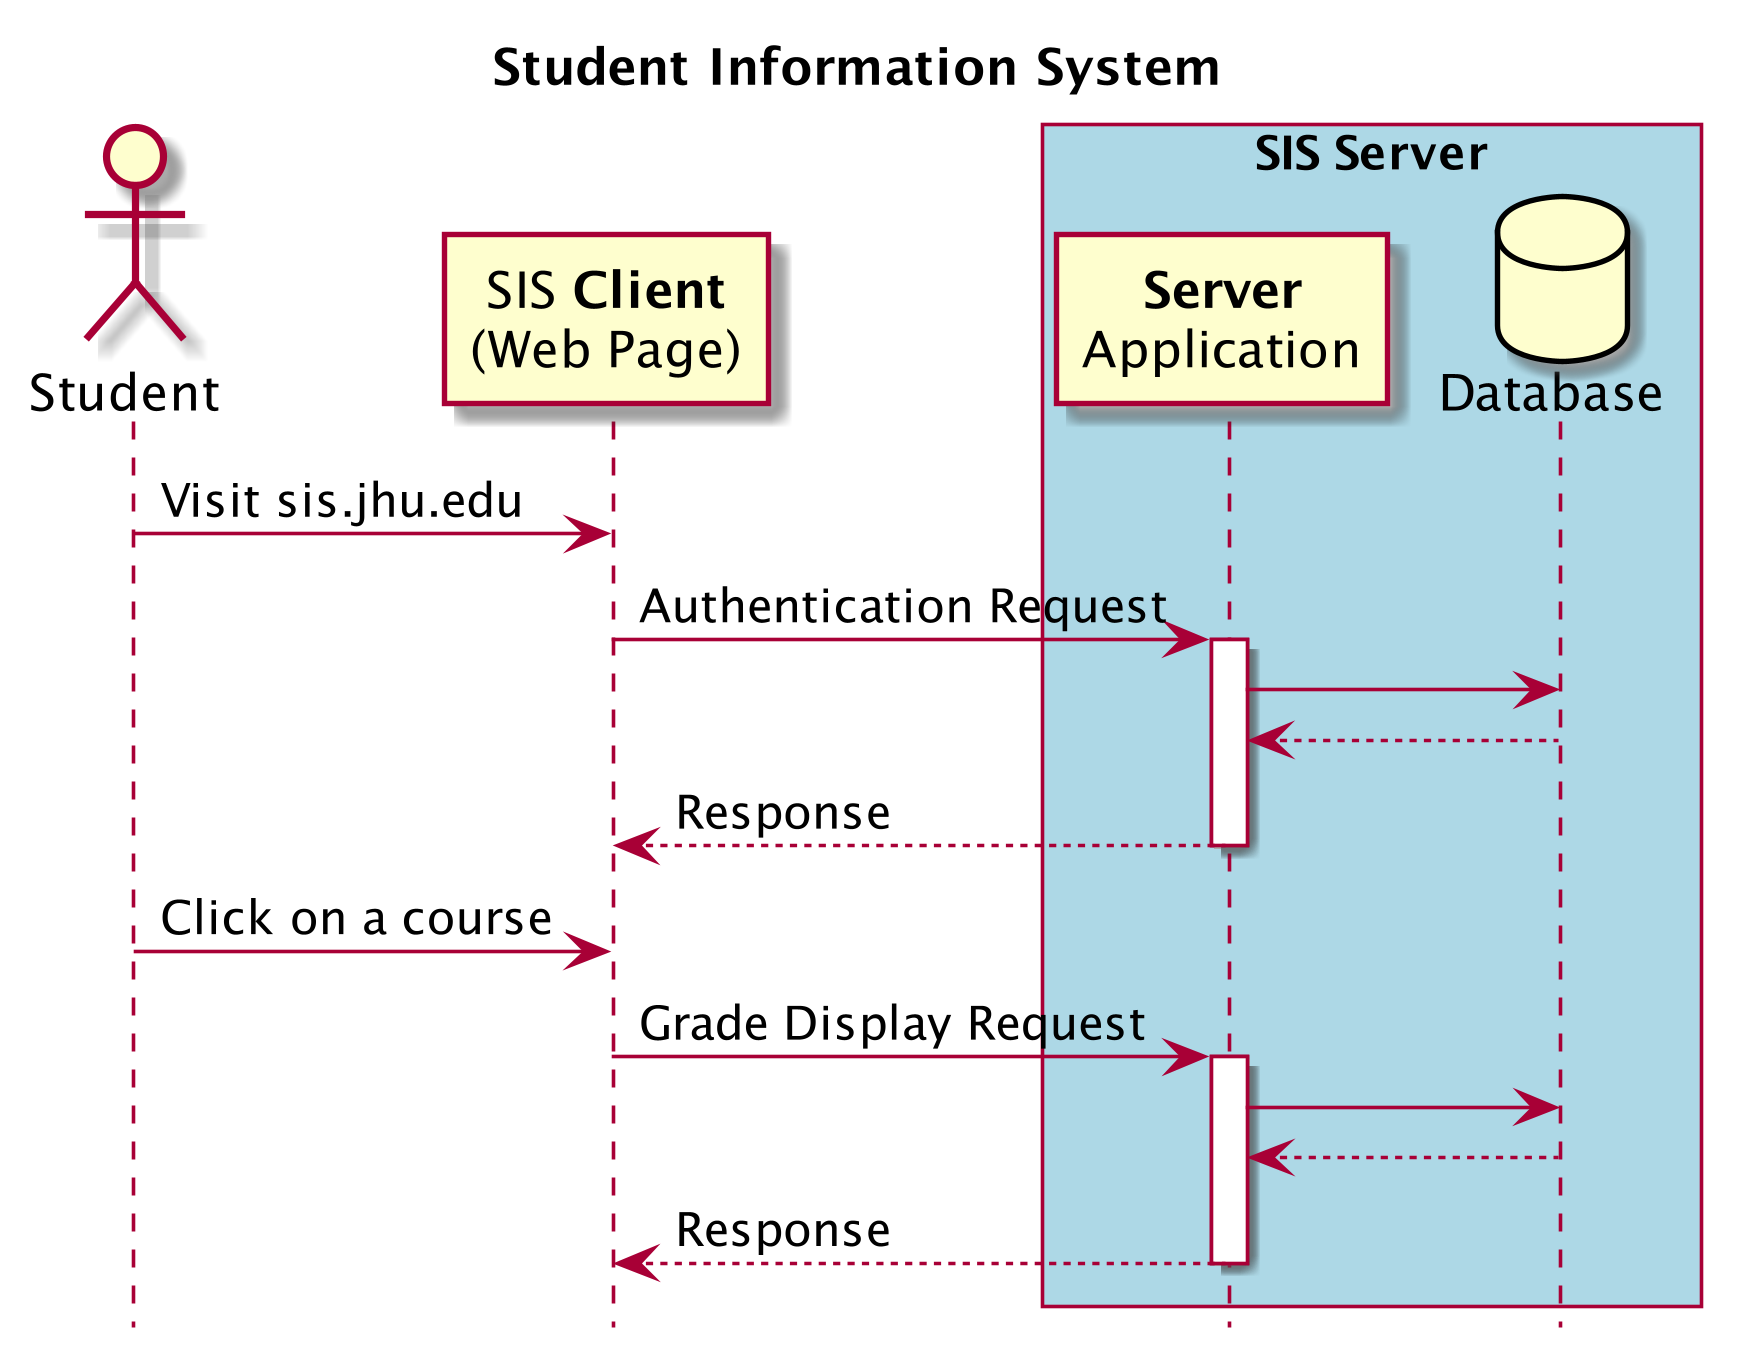 Student Information System
SIS Server
SIS Client
(Web Page)
Server
Application
Student
Database
Visit sis.jhu.edu
Authentication Request
Response
Click on a course
Grade Display Request
Response